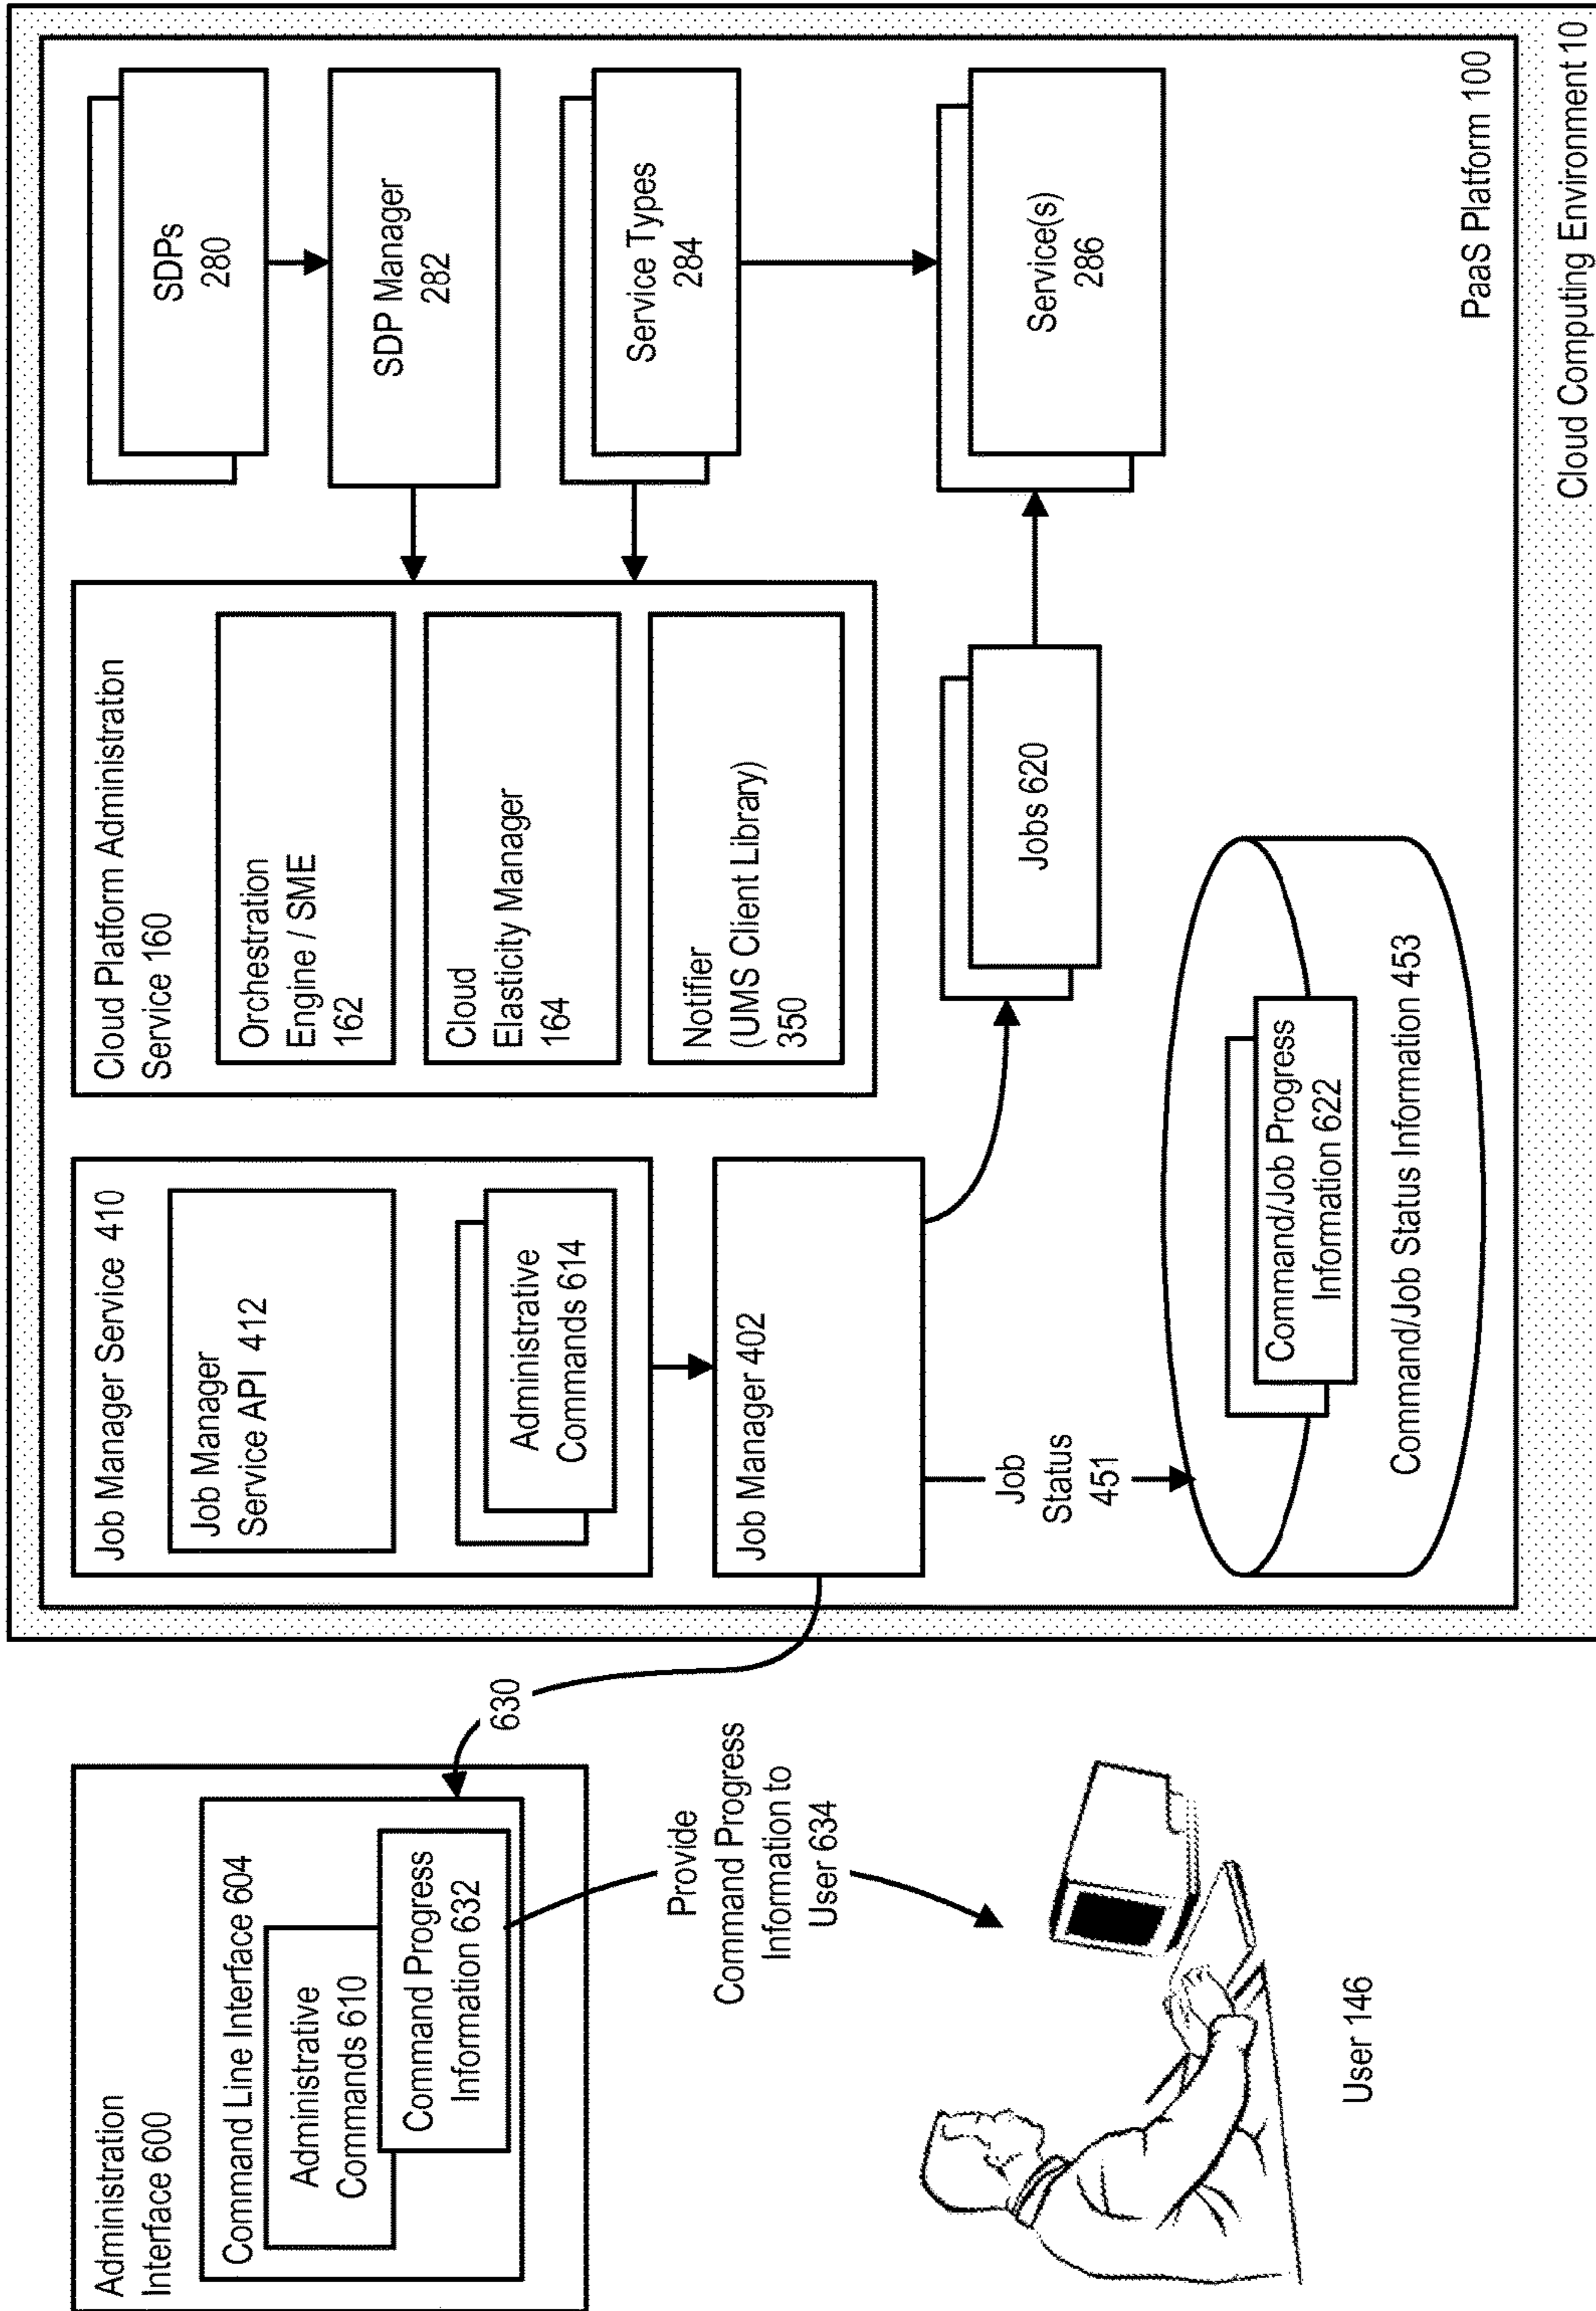 Administration
Interface 600
Command Line Interface 604
Administrative
Commands 610
Command Progress
Information 632
630
Provide
Command Progress
Information to
User 634
User 146
Job Manager Service 410
Job Manager
Service API 412
Administrative
Commands 614
Job Manager 402
Job
Status
451
Command/Job Progress
Information 622
Command/Job Status Information 453
Cloud Platform Administration
Service 160
Orchestration
Engine / SME
162
Cloud
Elasticity Manager
164
Notifier
(UMS Client Library)
350
Jobs 620
SDPs
280
SDP Manager
282
Service Types
284
Service(s)
286
PaaS Platform 100
Cloud Computing Environment 10